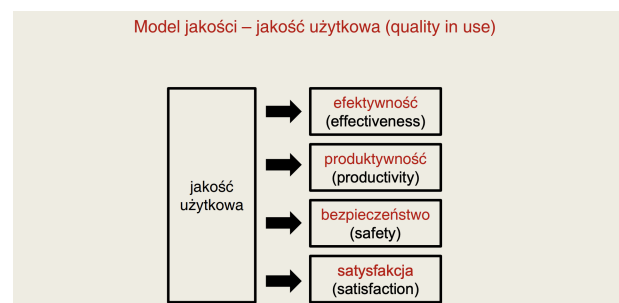 Model jakości – jakość użytkowa (quality in use)
jakość
użytkowa
efektywność
(effectiveness)
produktywność
(productivity)
bezpieczeństwo
(safety)
satysfakcja
(satisfaction)